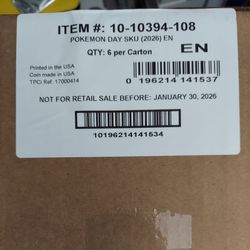 ITEM #: 10-10394-108
POKEMON DAY SKU (2026) EN
QTY: 6 per Carton
EN
Printed in the USA
Coin made in USA
TPCi Ref: 17000414
0 196214 141537
NOT FOR RETAIL SALE BEFORE: JANUARY 30, 2026
10196214141534